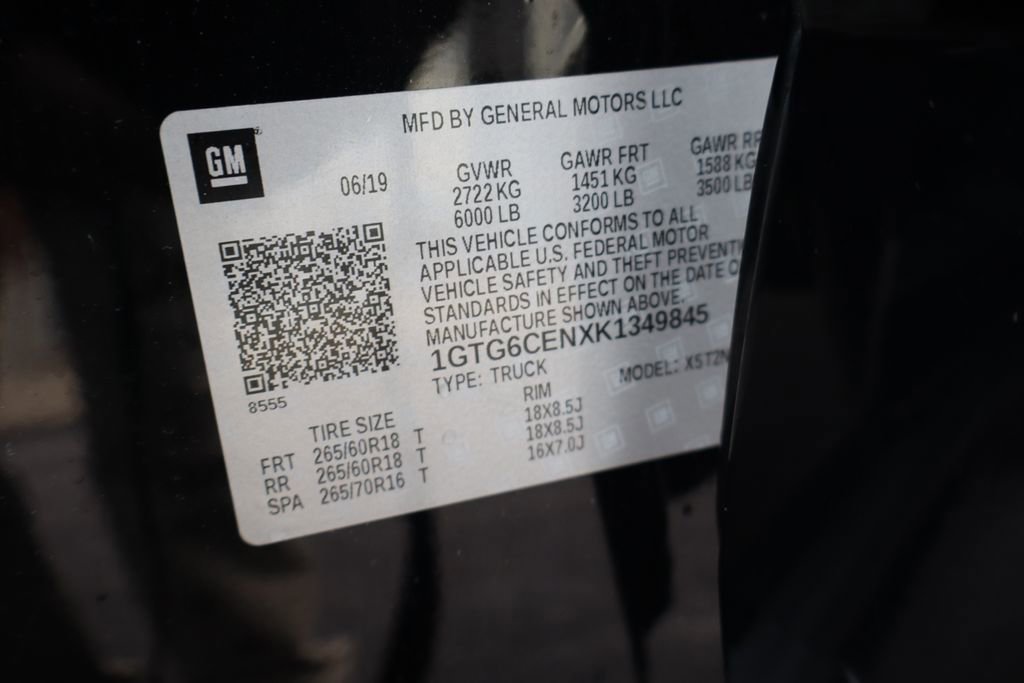 MFD BY GENERAL MOTORS LLC
GM
06/19
GVWR GAWR FRT GAWR
2722 KG 1451 KG 1588 KG
6000 LB 3200 LB 3500 LB
THIS VEHICLE CONFORMS TO ALL
APPLICABLE U.S. FEDERAL MOTOR
VEHICLE SAFETY AND THEFT PREVENTI
STANDARDS IN EFFECT ON THE DATE O
MANUFACTURE SHOWN ABOVE.
1GTG6CENXK1349845
TYPE: TRUCK MODEL: X5T2N
8555
TIRE SIZE RIM
FRT 265/60R18 T 18X8.5J
RR 265/60R18 T 18X8.5J
SPA 265/70R16 T 16X7.0J